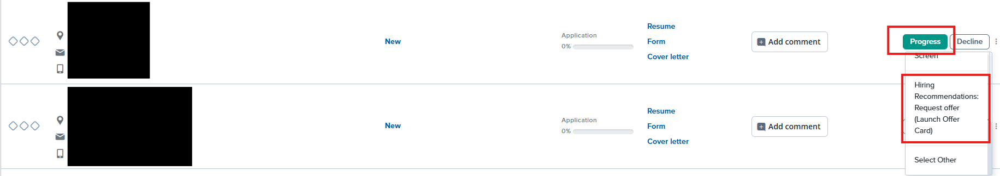 Resume
New
Application
0%
Form
Add comment
Progress
Decline
Cover letter
Screen
Hiring
Recommendations:
Request offer
(Launch Offer
Card)
Resume
New
Application
0%
Form
Add comment
Cover letter
Select Other